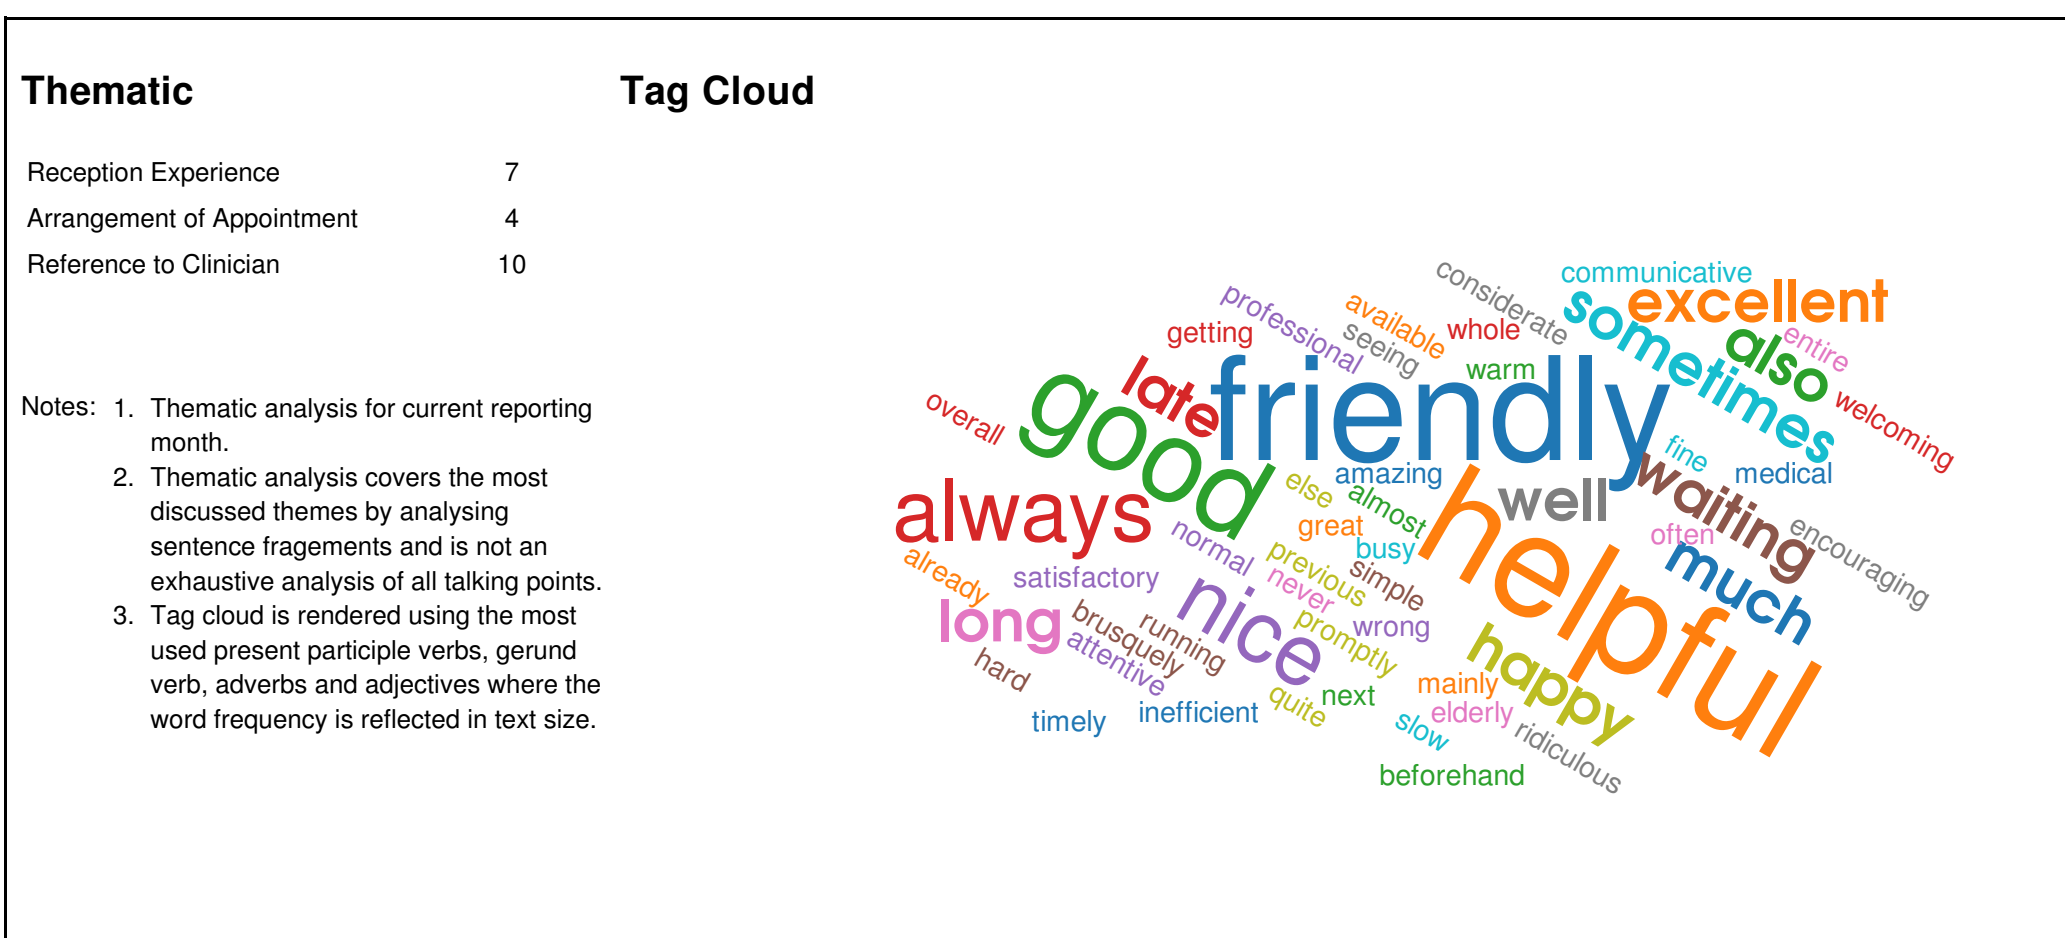 Thematic
Tag Cloud
Reception Experience 7
Arrangement of Appointment 4
Reference to Clinician 10
Notes: 1. Thematic analysis for current reporting
month.
2. Thematic analysis covers the most
discussed themes by analysing
sentence fragements and is not an
exhaustive analysis of all talking points.
3. Tag cloud is rendered using the most
used present participle verbs, gerund
verb, adverbs and adjectives where the
word frequency is reflected in text size.
considerate
communicative
professional
available
excellent
sometimes
getting
seeing
whole
also
entire
late
friendly
warm
good
overall
welcoming
fine
amazing
medical
always
else
almost
helpful
well
waiting
great
normal
busy
often
encouraging
already
satisfactory
previous
simple
much
never
nice
long
brusquely
running
promptly
wrong
attentive
happy
hard
mainly
quite
next
elderly
timely
inefficient
slow
ridiculous
beforehand